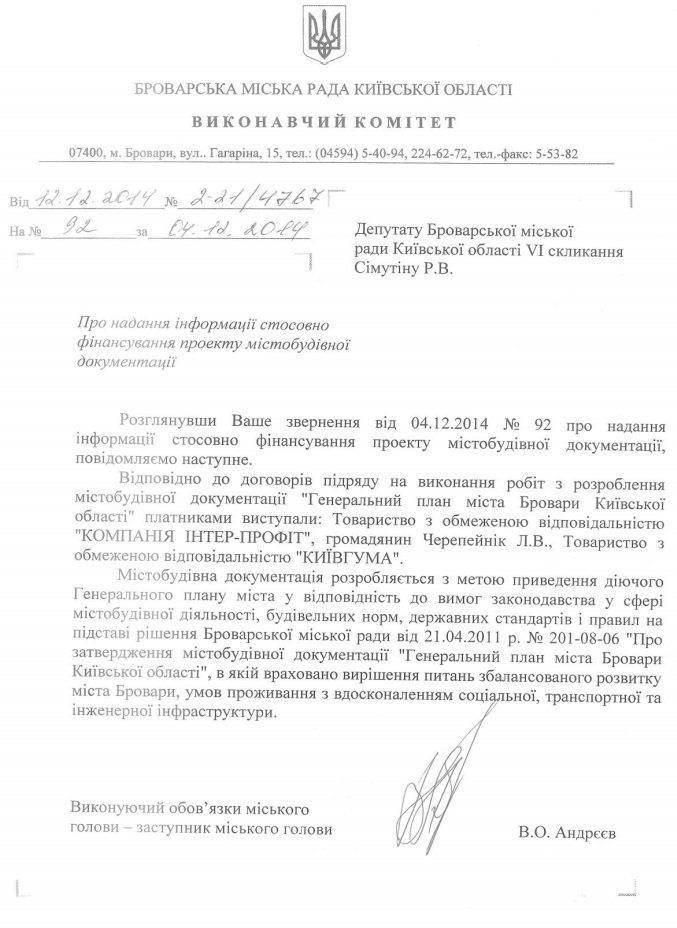 БРОВАРСЬКА МІСЬКА РАДА КИЇВСЬКОЇ ОБЛАСТІ
ВИКОНАВЧИЙ КОМІТЕТ
07400, м. Бровари, вул.. Гагаріна, 15, тел.: (04594) 5-40-94, 224-62-72, тел.-факс: 5-53-82
Від 12.12.2014 № 2-21/4767
На № 92 за 04.12.2014
Депутату Броварської міської
ради Київської області VI скликання
Сімутіну Р.В.
Про надання інформації стосовно
фінансування проекту містобудівної
документації
Розглянувши Ваше звернення від 04.12.2014 № 92 про надання
інформації стосовно фінансування проекту містобудівної документації,
повідомляємо наступне.
Відповідно до договорів підряду на виконання робіт з розроблення
містобудівної документації "Генеральний план міста Бровари Київської
області" платниками виступали: Товариство з обмеженою відповідальністю
"КОМПАНІЯ ІНТЕР-ПРОФІТ", громадянин Черепейнік Л.В., Товариство з
обмеженою відповідальністю "КИЇВГУМА".
Містобудівна документація розробляється з метою приведення діючого
Генерального плану міста у відповідність до вимог законодавства у сфері
містобудівної діяльності, будівельних норм, державних стандартів і правил на
підставі рішення Броварської міської ради від 21.04.2011 р. № 201-08-06 "Про
затвердження містобудівної документації "Генеральний план міста Бровари
Київської області", в якій враховано вирішення питань збалансованого розвитку
міста Бровари, умов проживання з вдосконаленням соціальної, транспортної та
інженерної інфраструктури.
Виконуючий обов’язки міського
голови – заступник міського голови
В.О. Андрєєв